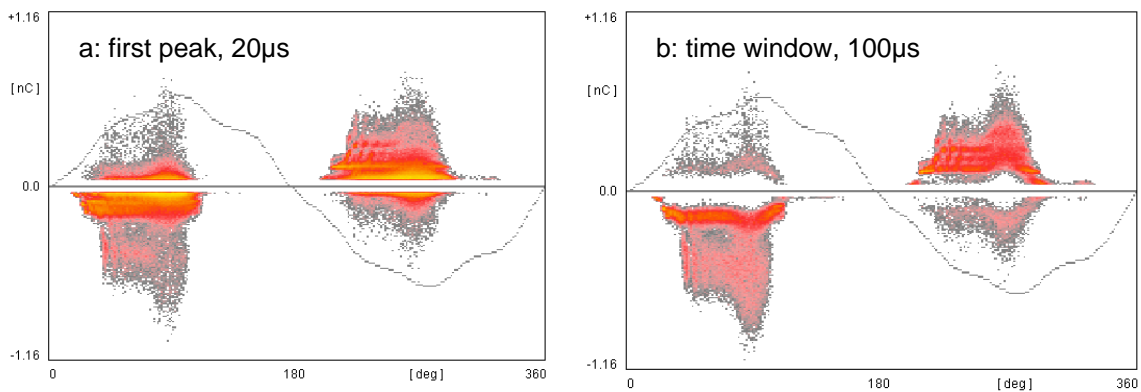 +1.16
a: first peak, 20µs
[ nC ]
0.0
-1.16
0
180
[ deg ]
360
+1.16
b: time window, 100µs
[ nC ]
0.0
-1.16
0
180
[ deg ]
360